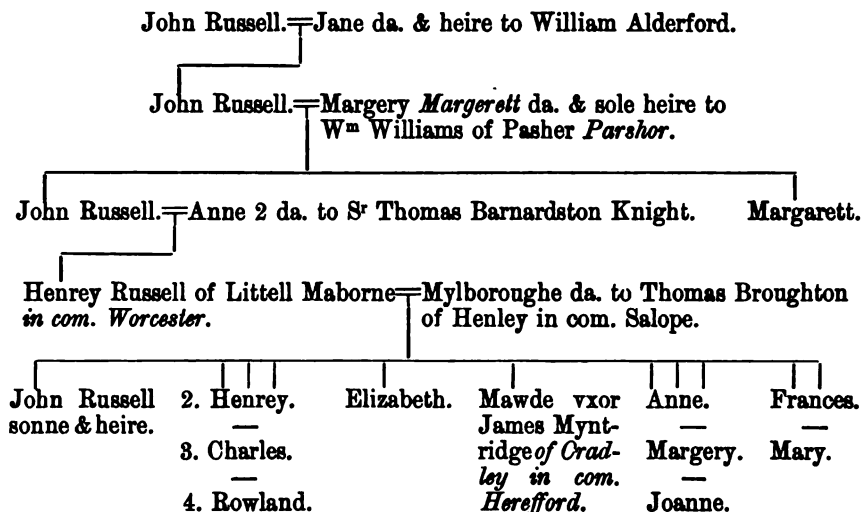 John Russell.=Jane da. & heire to William Alderford.
John Russell.=Margery Margerett da. & sole heire to
Wm Williams of Pasher Parshor.
John Russell.=Anne 2 da. to Sr Thomas Barnardston Knight. Margarett.
Henrey Russell of Littell Maborne=Mylboroughe da. to Thomas Broughton
in com. Worcester. of Henley in com. Salope.
John Russell 2. Henrey. Elizabeth. Mawde vxor Anne. Frances.
sonne & heire. — James Mynt- — —
3. Charles. ridge of Crad- Margery. Mary.
— ley in com. —
4. Rowland. Herefford. Joanne.